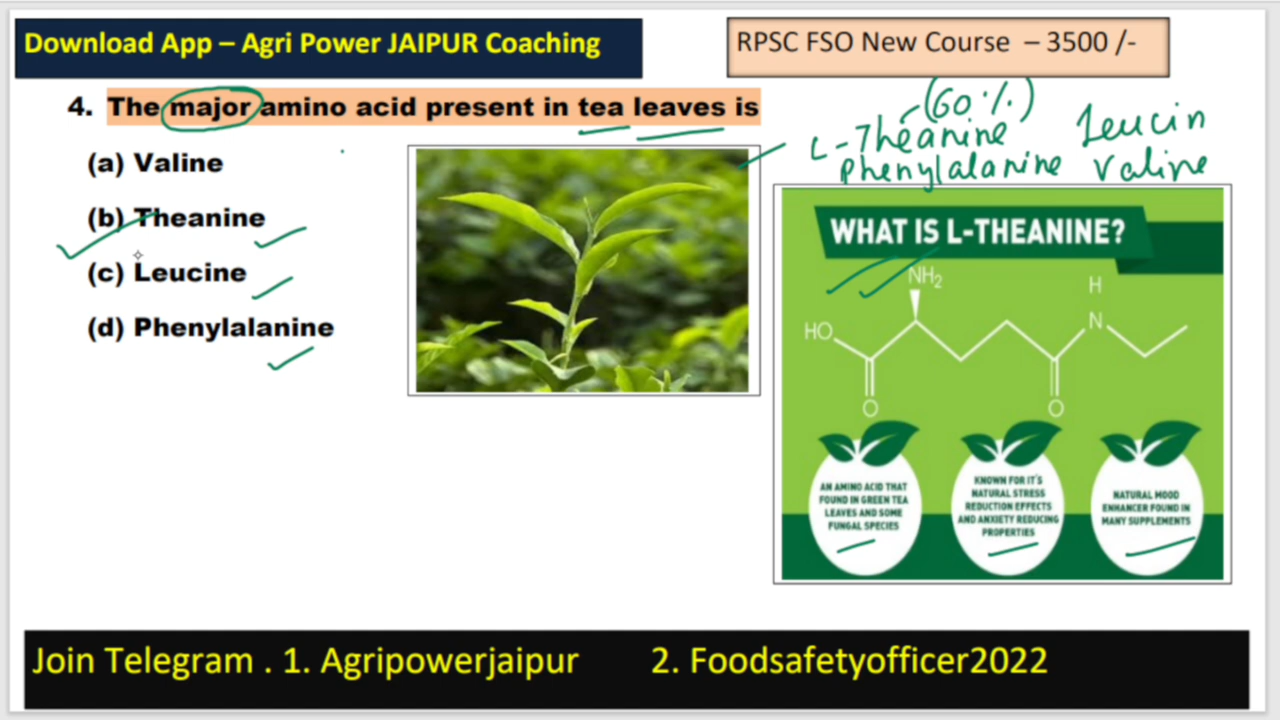 Download App – Agri Power JAIPUR Coaching
RPSC FSO New Course – 3500 /-
4. The major amino acid present in tea leaves is
(a) Valine
(b) Theanine
(c) Leucine
(d) Phenylalanine
(60%)
L-Theanine
Phenylalanine
Leucin
Valine
WHAT IS L-THEANINE?
NH2
H
N
HO
O
O
AN AMINO ACID THAT
FOUND IN GREEN TEA
LEAVES AND SOME
FUNGAL SPECIES
KNOWN FOR IT'S
NATURAL STRESS
REDUCTION EFFECTS
AND ANXIETY REDUCING
PROPERTIES
NATURAL MOOD
ENHANCER FOUND IN
MANY SUPPLEMENTS
Join Telegram . 1. Agripowerjaipur 2. Foodsafetyofficer2022